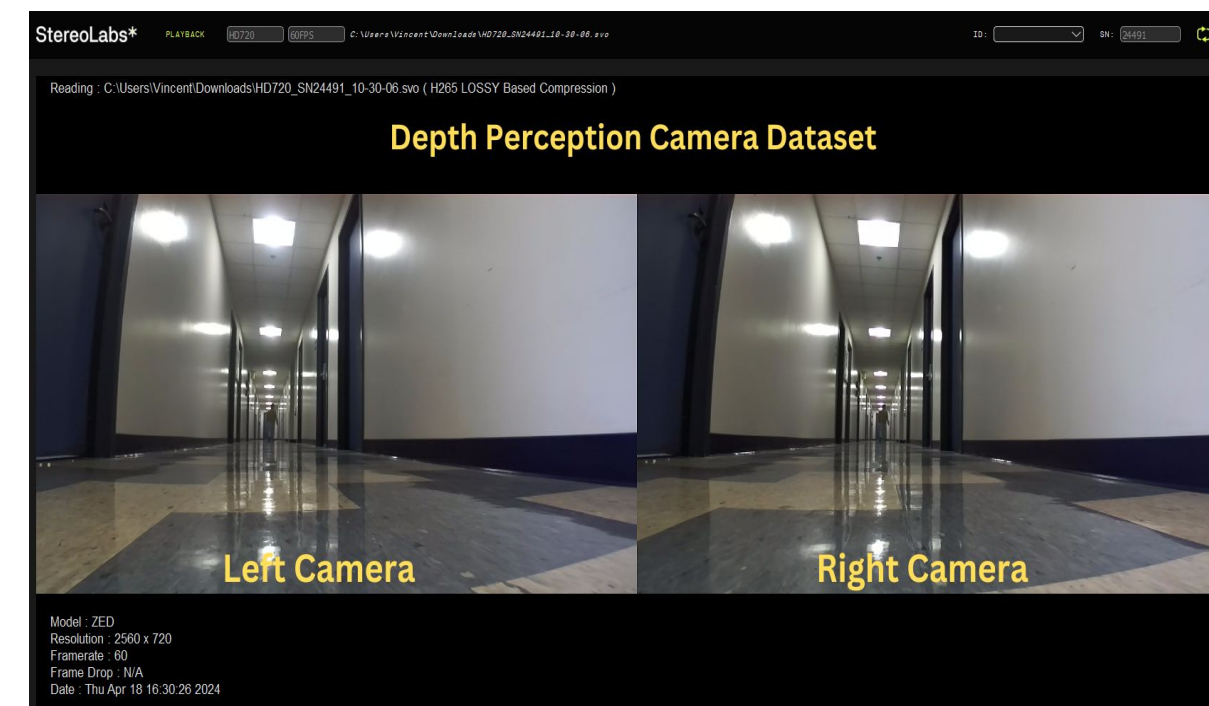 StereoLabs* PLAYBACK HD720 60FPS C:\Users\Vincent\Downloads\HD720_SN24491_10-30-06.svo ID: SN: 24491
Reading : C:\Users\Vincent\Downloads\HD720_SN24491_10-30-06.svo ( H265 LOSSY Based Compression )
Depth Perception Camera Dataset
Left Camera
Right Camera
Model : ZED
Resolution : 2560 x 720
Framerate : 60
Frame Drop : N/A
Date : Thu Apr 18 16:30:26 2024